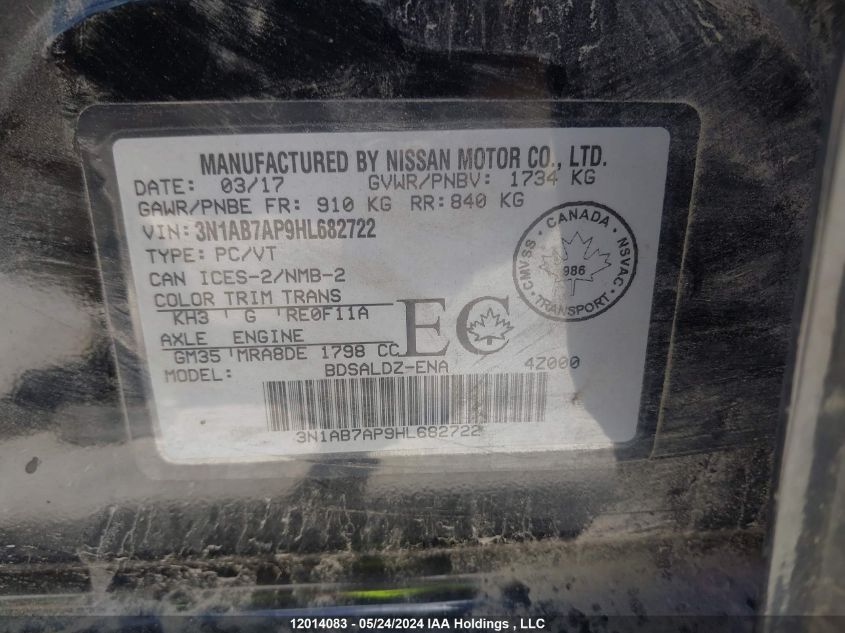 MANUFACTURED BY NISSAN MOTOR CO., LTD.
DATE: 03/17 GVWR/PNBV: 1734 KG
GAWR/PNBE FR: 910 KG RR: 840 KG
VIN: 3N1AB7AP9HL682722
TYPE: PC/VT
CAN ICES-2/NMB-2
COLOR TRIM TRANS
KH3 G RE0F11A
AXLE ENGINE
GM35 MRA8DE 1798 CC
EC
MODEL: BDSALDZ-ENA 4Z000
3N1AB7AP9HL682722
CANADA
CMVSS
NSVAC
986
TRANSPORT
12014083 - 05/24/2024 IAA Holdings, LLC